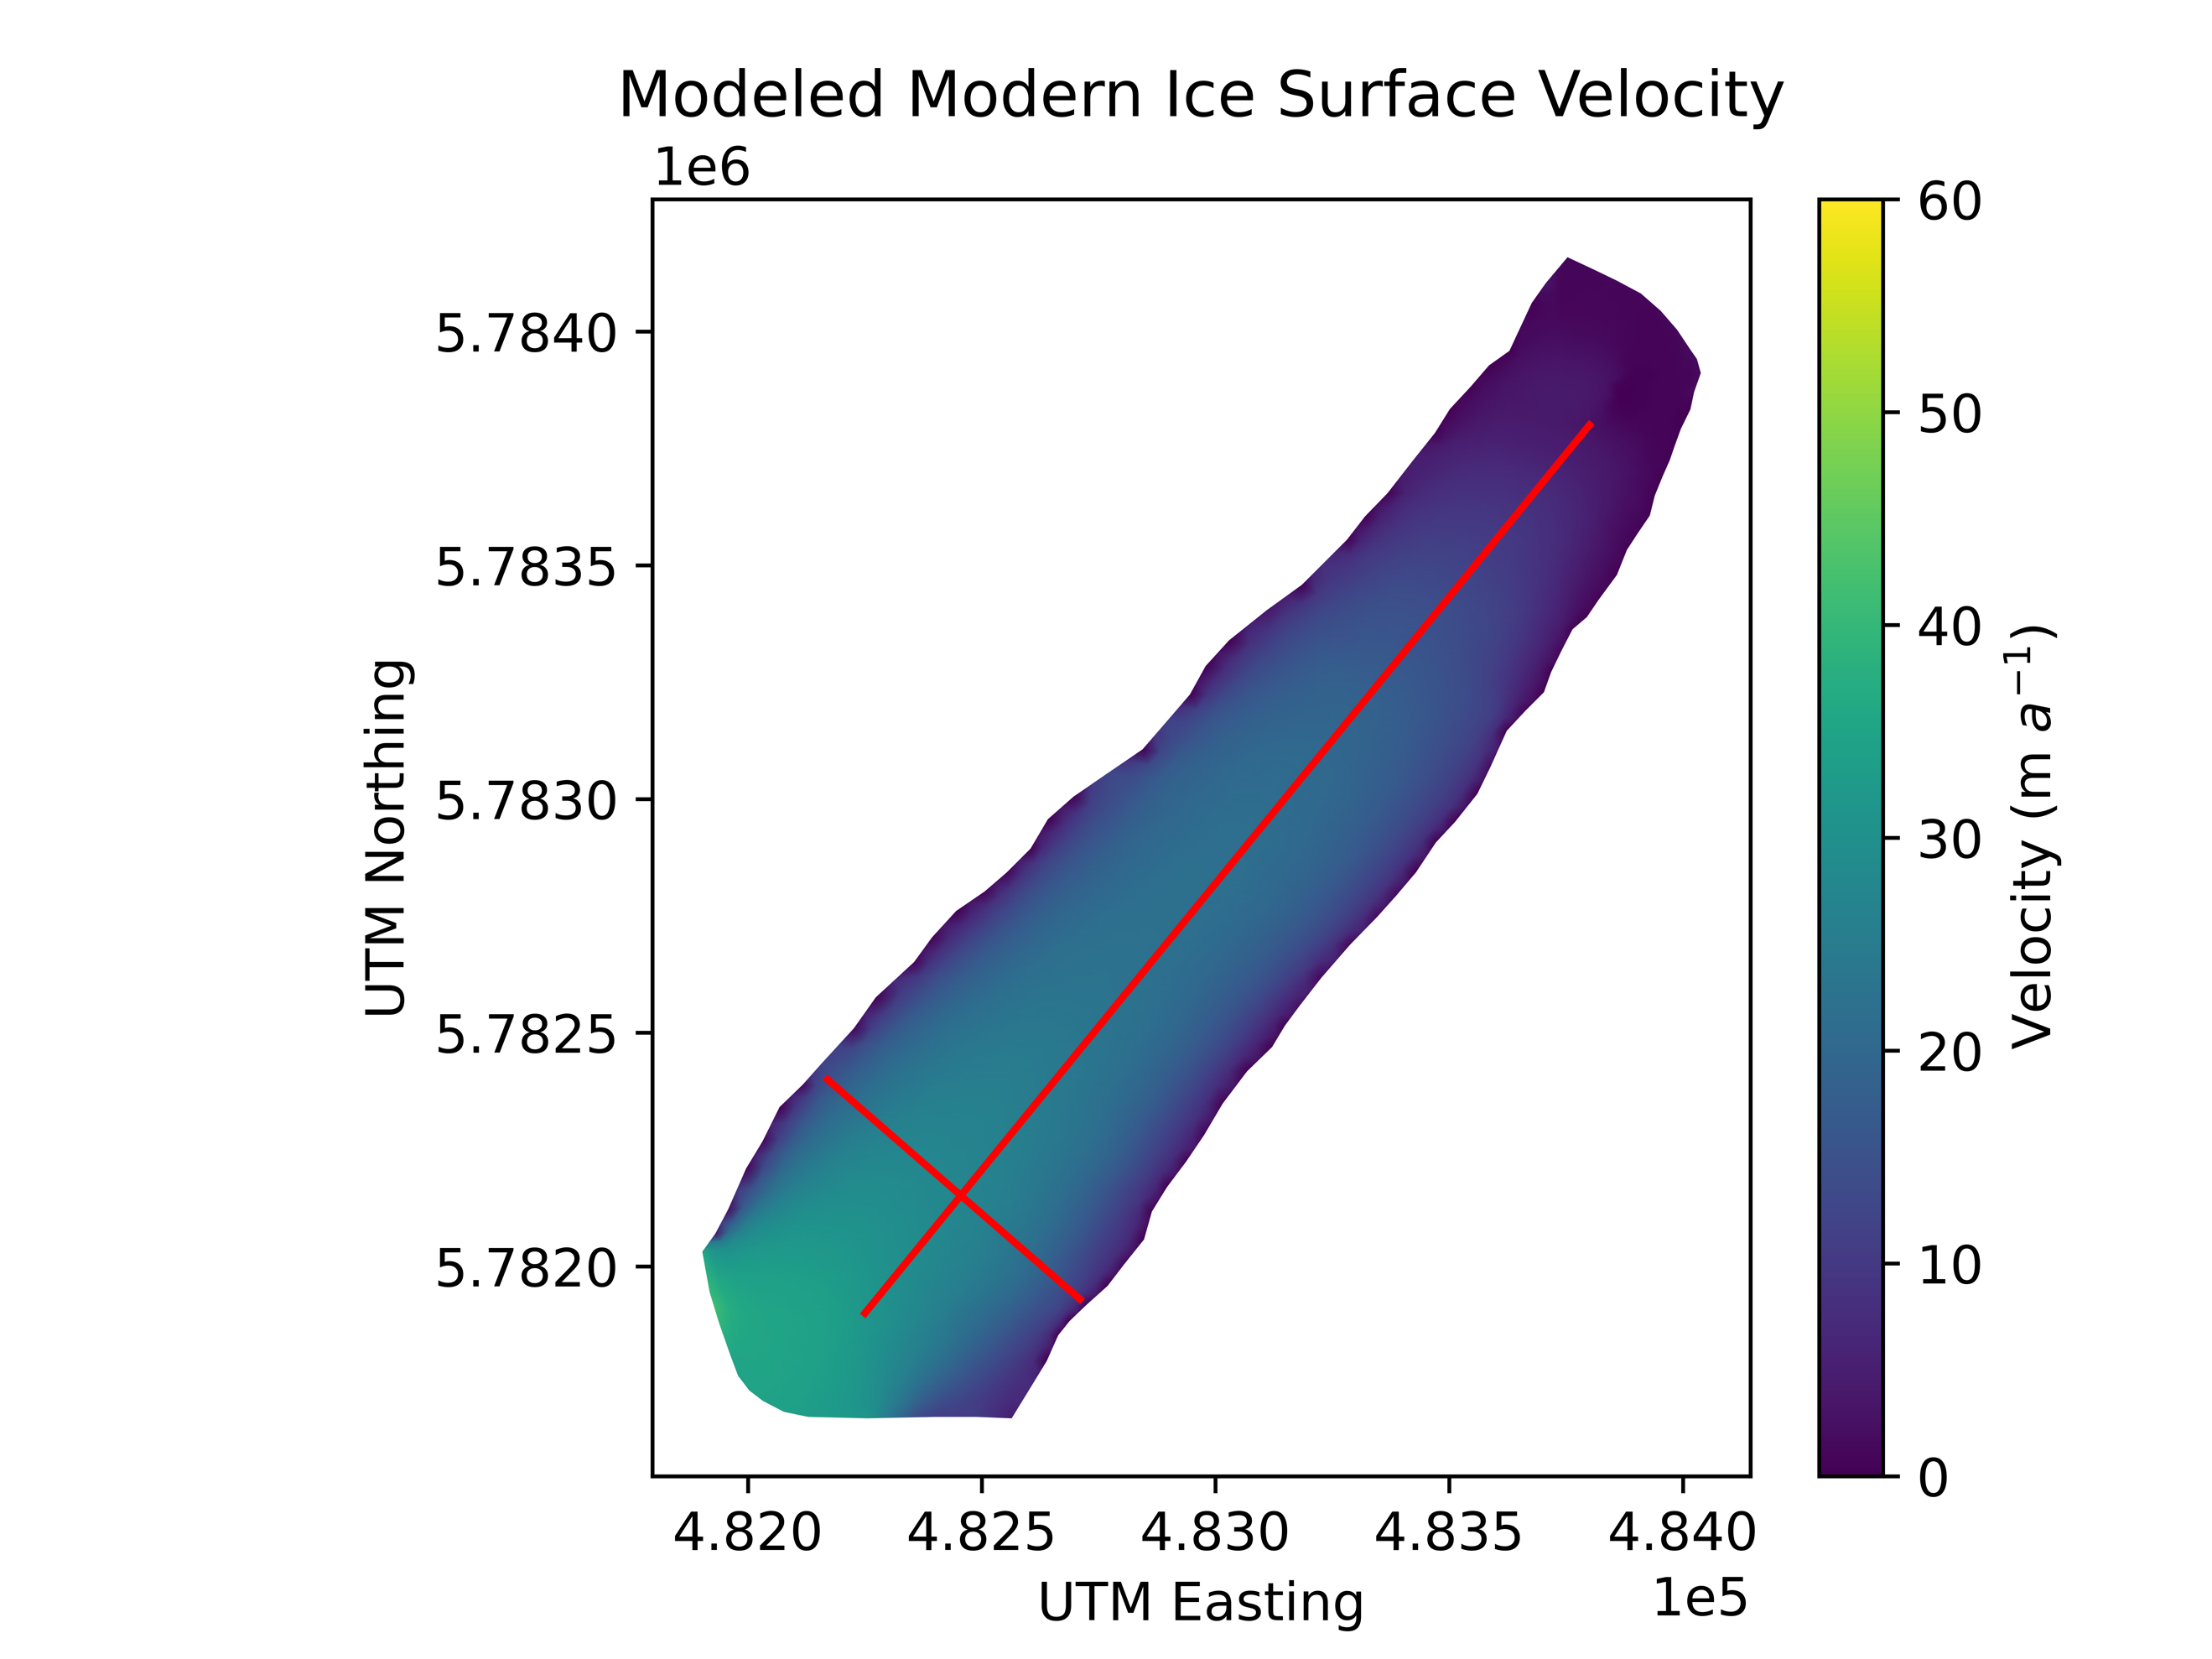 Modeled Modern Ice Surface Velocity
1e6
5.7840
5.7835
5.7830
5.7825
5.7820
UTM Northing
4.820 4.825 4.830 4.835 4.840
1e5
UTM Easting
60
50
40
30
20
10
0
Velocity (m a⁻¹)